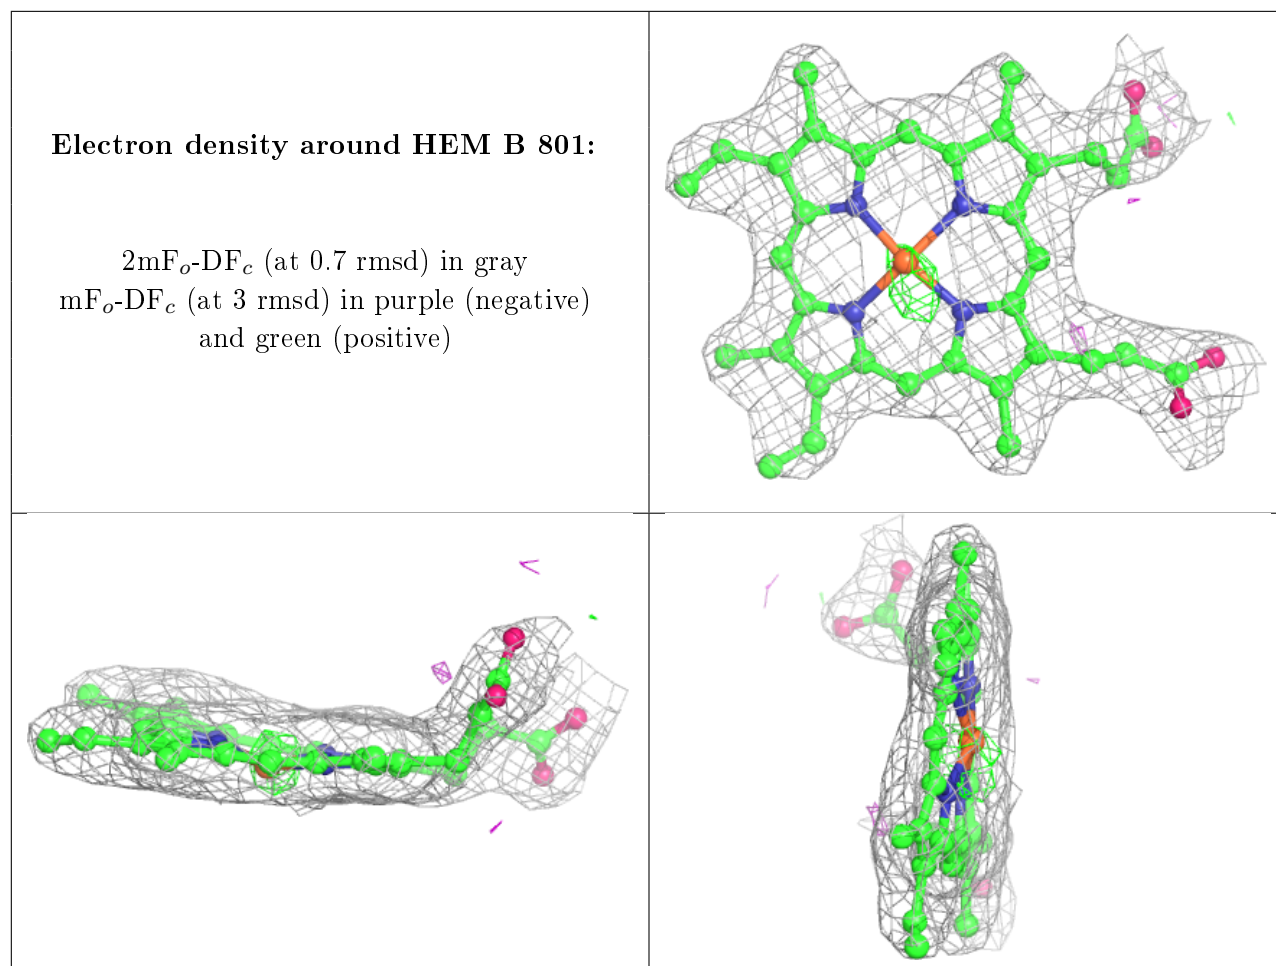 Electron density around HEM B 801:
2mFo-DFc (at 0.7 rmsd) in gray
mFo-DFc (at 3 rmsd) in purple (negative)
and green (positive)